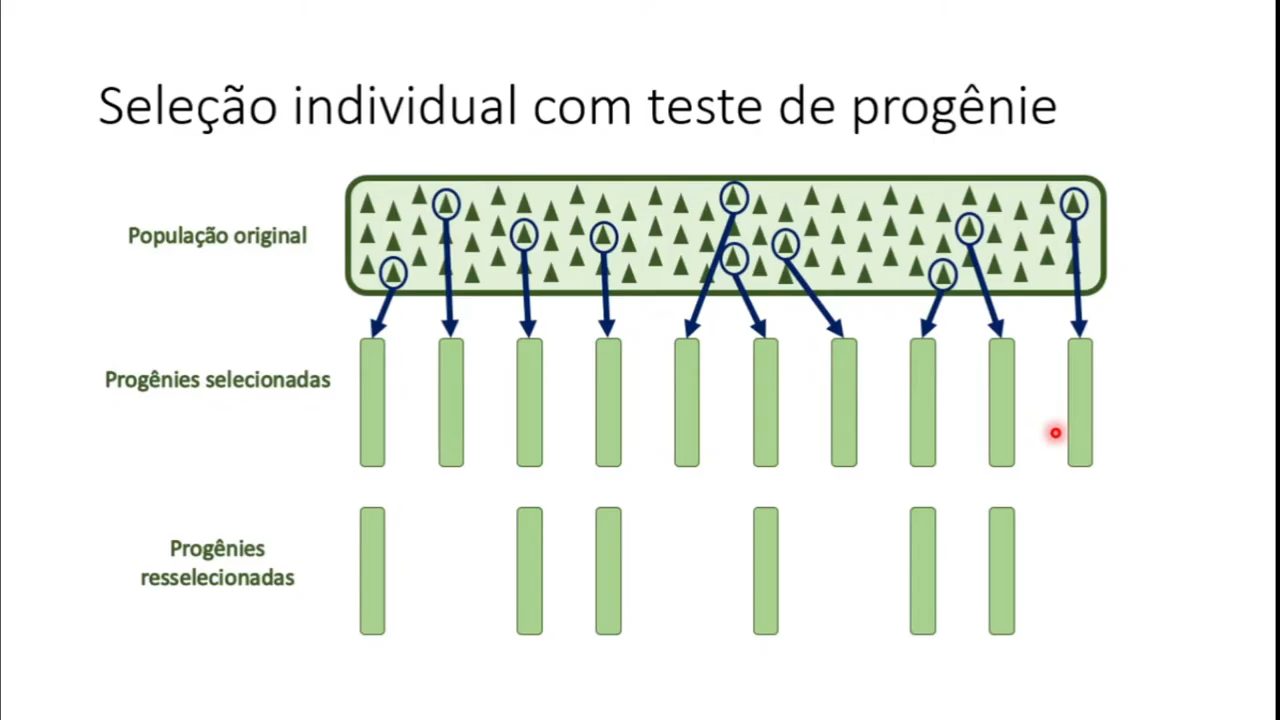 Seleção individual com teste de progênie
População original
Progênies selecionadas
Progênies
resselecionadas